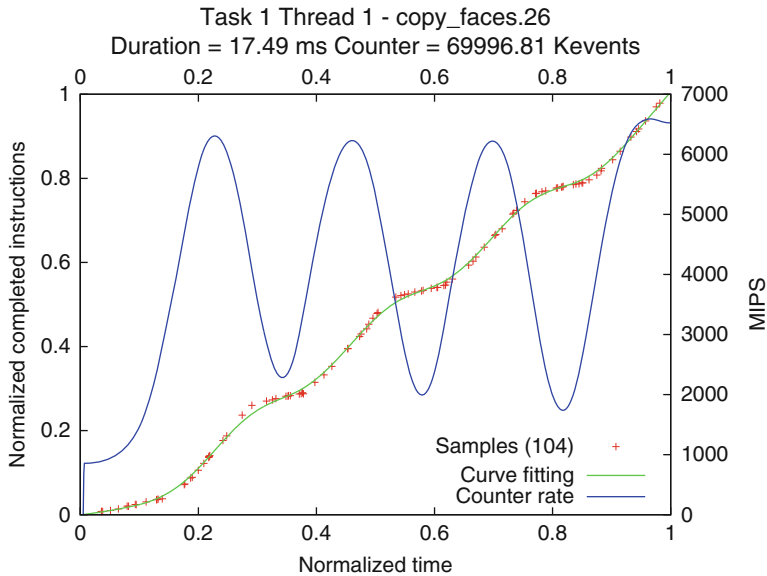 Task 1 Thread 1 - copy_faces.26
Duration = 17.49 ms Counter = 69996.81 Kevents
0 0.2 0.4 0.6 0.8 1
1
0.8
0.6
0.4
0.2
0
Normalized completed instructions
7000
6000
5000
4000
3000
2000
1000
0
MIPS
Samples (104)
Curve fitting
Counter rate
0 0.2 0.4 0.6 0.8 1
Normalized time